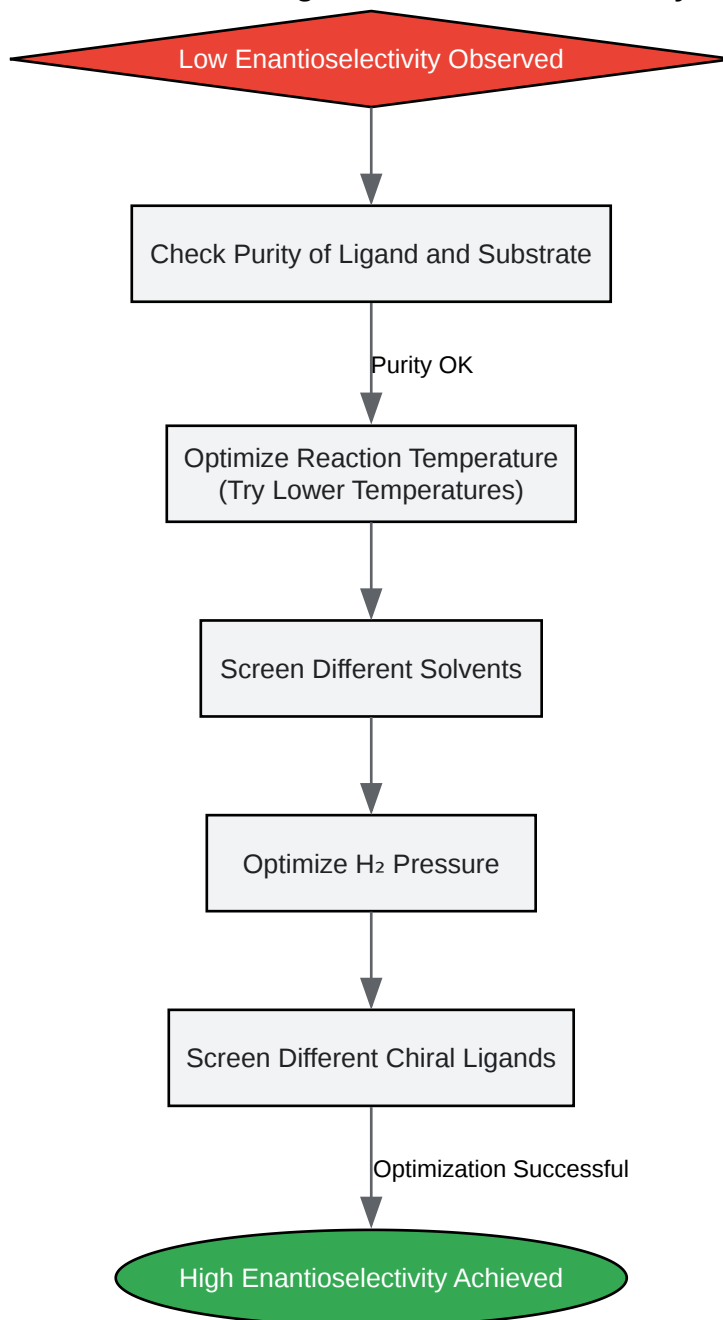 Low Enantioselectivity Observed
Check Purity of Ligand and Substrate
Purity OK
Optimize Reaction Temperature
(Try Lower Temperatures)
Screen Different Solvents
Optimize H₂ Pressure
Screen Different Chiral Ligands
Optimization Successful
High Enantioselectivity Achieved